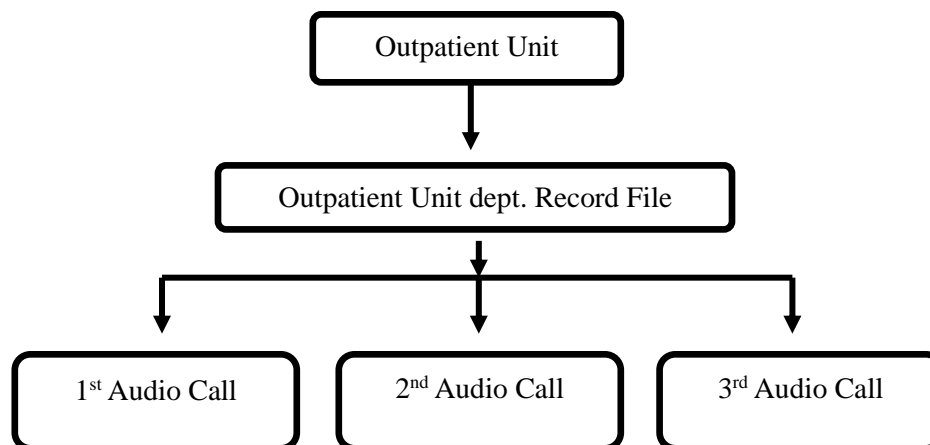 Outpatient Unit
Outpatient Unit dept. Record File
1st Audio Call
2nd Audio Call
3rd Audio Call